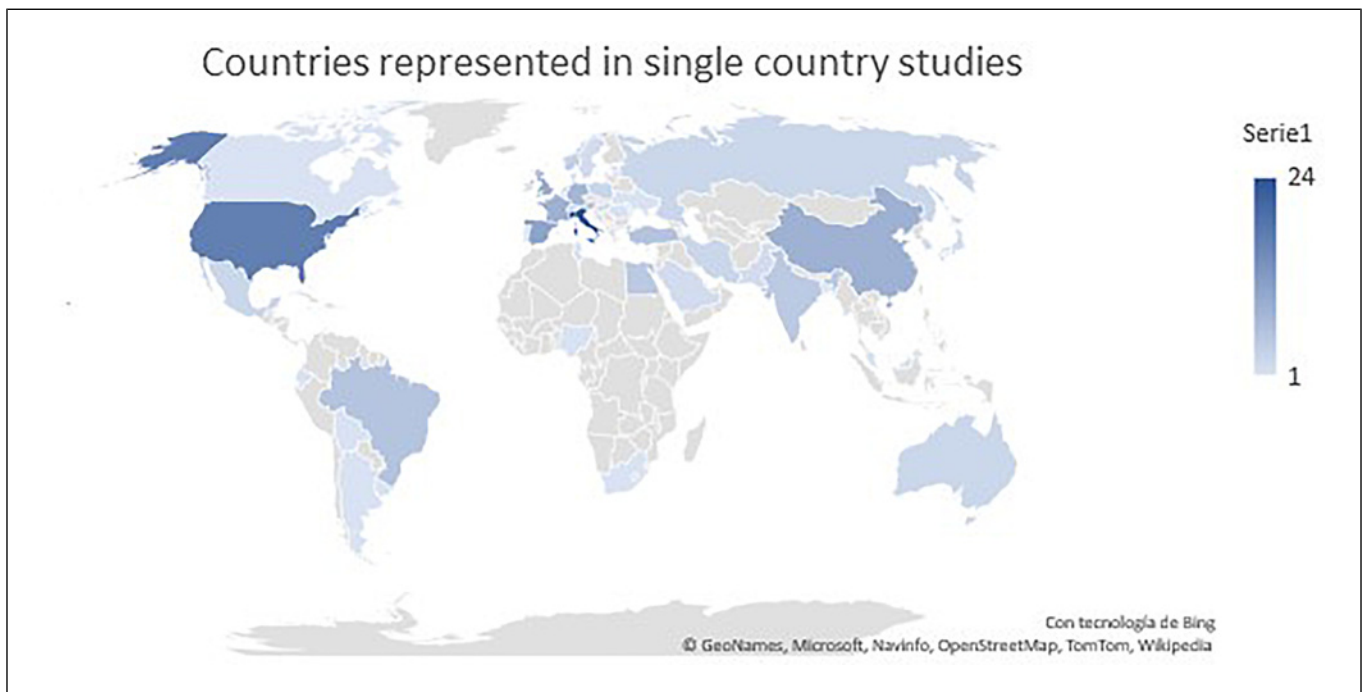 Countries represented in single country studies
Serie1
24
1
Con tecnología de Bing
© GeoNames, Microsoft, Navinfo, OpenStreetMap, TomTom, Wikipedia